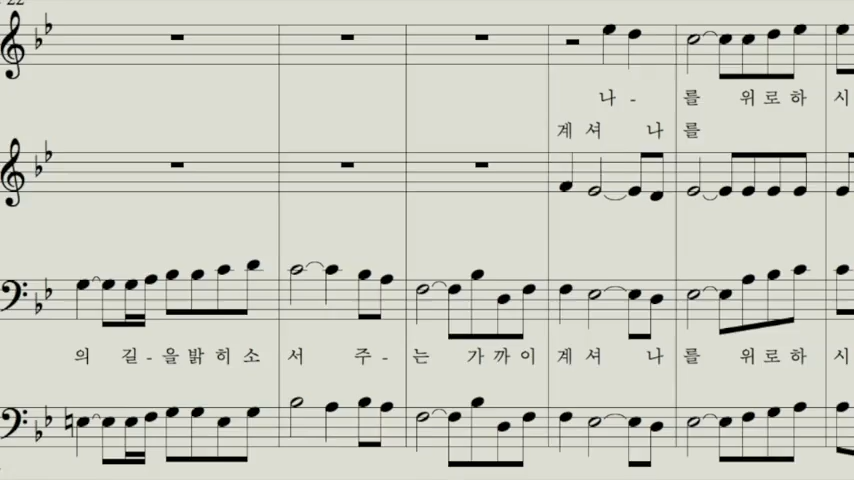 22
나 - 를 위로하 시
계셔 나 를
의 길 - 을밝히소 서 주 - 는 가까이 계셔 나 를 위로하 시